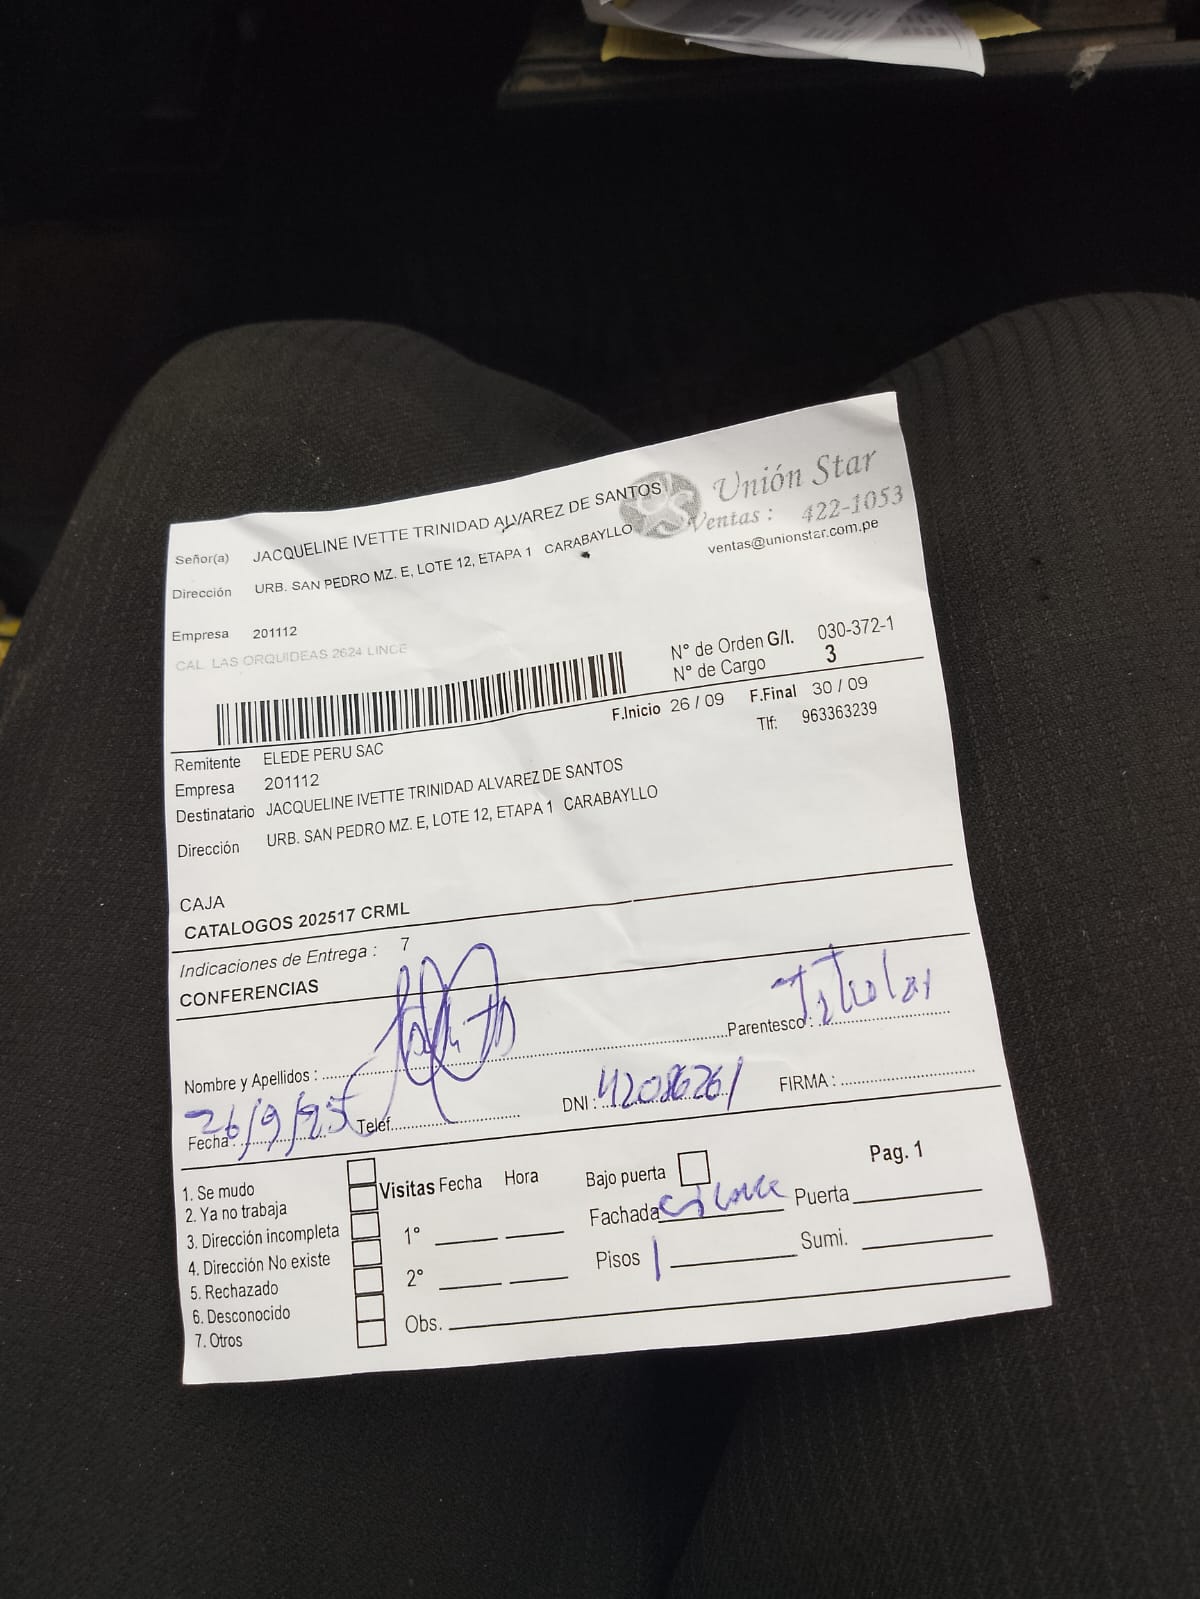 Unión Star
Ventas : 422-1053
ventas@unionstar.com.pe
Señor(a) JACQUELINE IVETTE TRINIDAD ALVAREZ DE SANTOS
Dirección URB. SAN PEDRO MZ. E, LOTE 12, ETAPA 1 CARABAYLLO
Empresa 201112
CAL. LAS ORQUIDEAS 2624 LINCE
N° de Orden G/I. 030-372-1
N° de Cargo 3
F.Inicio 26 / 09 F.Final 30 / 09
Tlf: 963363239
Remitente ELEDE PERU SAC
Empresa 201112
Destinatario JACQUELINE IVETTE TRINIDAD ALVAREZ DE SANTOS
Dirección URB. SAN PEDRO MZ. E, LOTE 12, ETAPA 1 CARABAYLLO
CAJA
CATALOGOS 202517 CRML
Indicaciones de Entrega : 7
CONFERENCIAS
Nombre y Apellidos : Parentesco : Titular
Fecha : 26/9/25 Telef. DNI : 42086261 FIRMA :
1. Se mudo
2. Ya no trabaja
3. Dirección incompleta
4. Dirección No existe
5. Rechazado
6. Desconocido
7. Otros
Visitas Fecha Hora
1°
2°
Obs.
Bajo puerta
Pag. 1
Fachada Puerta
Pisos 1 Sumi.